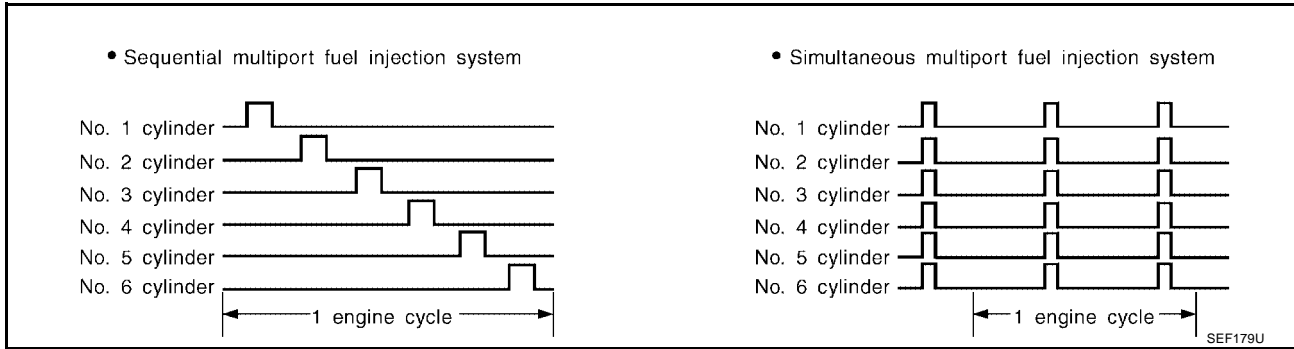 • Sequential multiport fuel injection system
No. 1 cylinder
No. 2 cylinder
No. 3 cylinder
No. 4 cylinder
No. 5 cylinder
No. 6 cylinder
1 engine cycle
• Simultaneous multiport fuel injection system
No. 1 cylinder
No. 2 cylinder
No. 3 cylinder
No. 4 cylinder
No. 5 cylinder
No. 6 cylinder
1 engine cycle
SEF179U